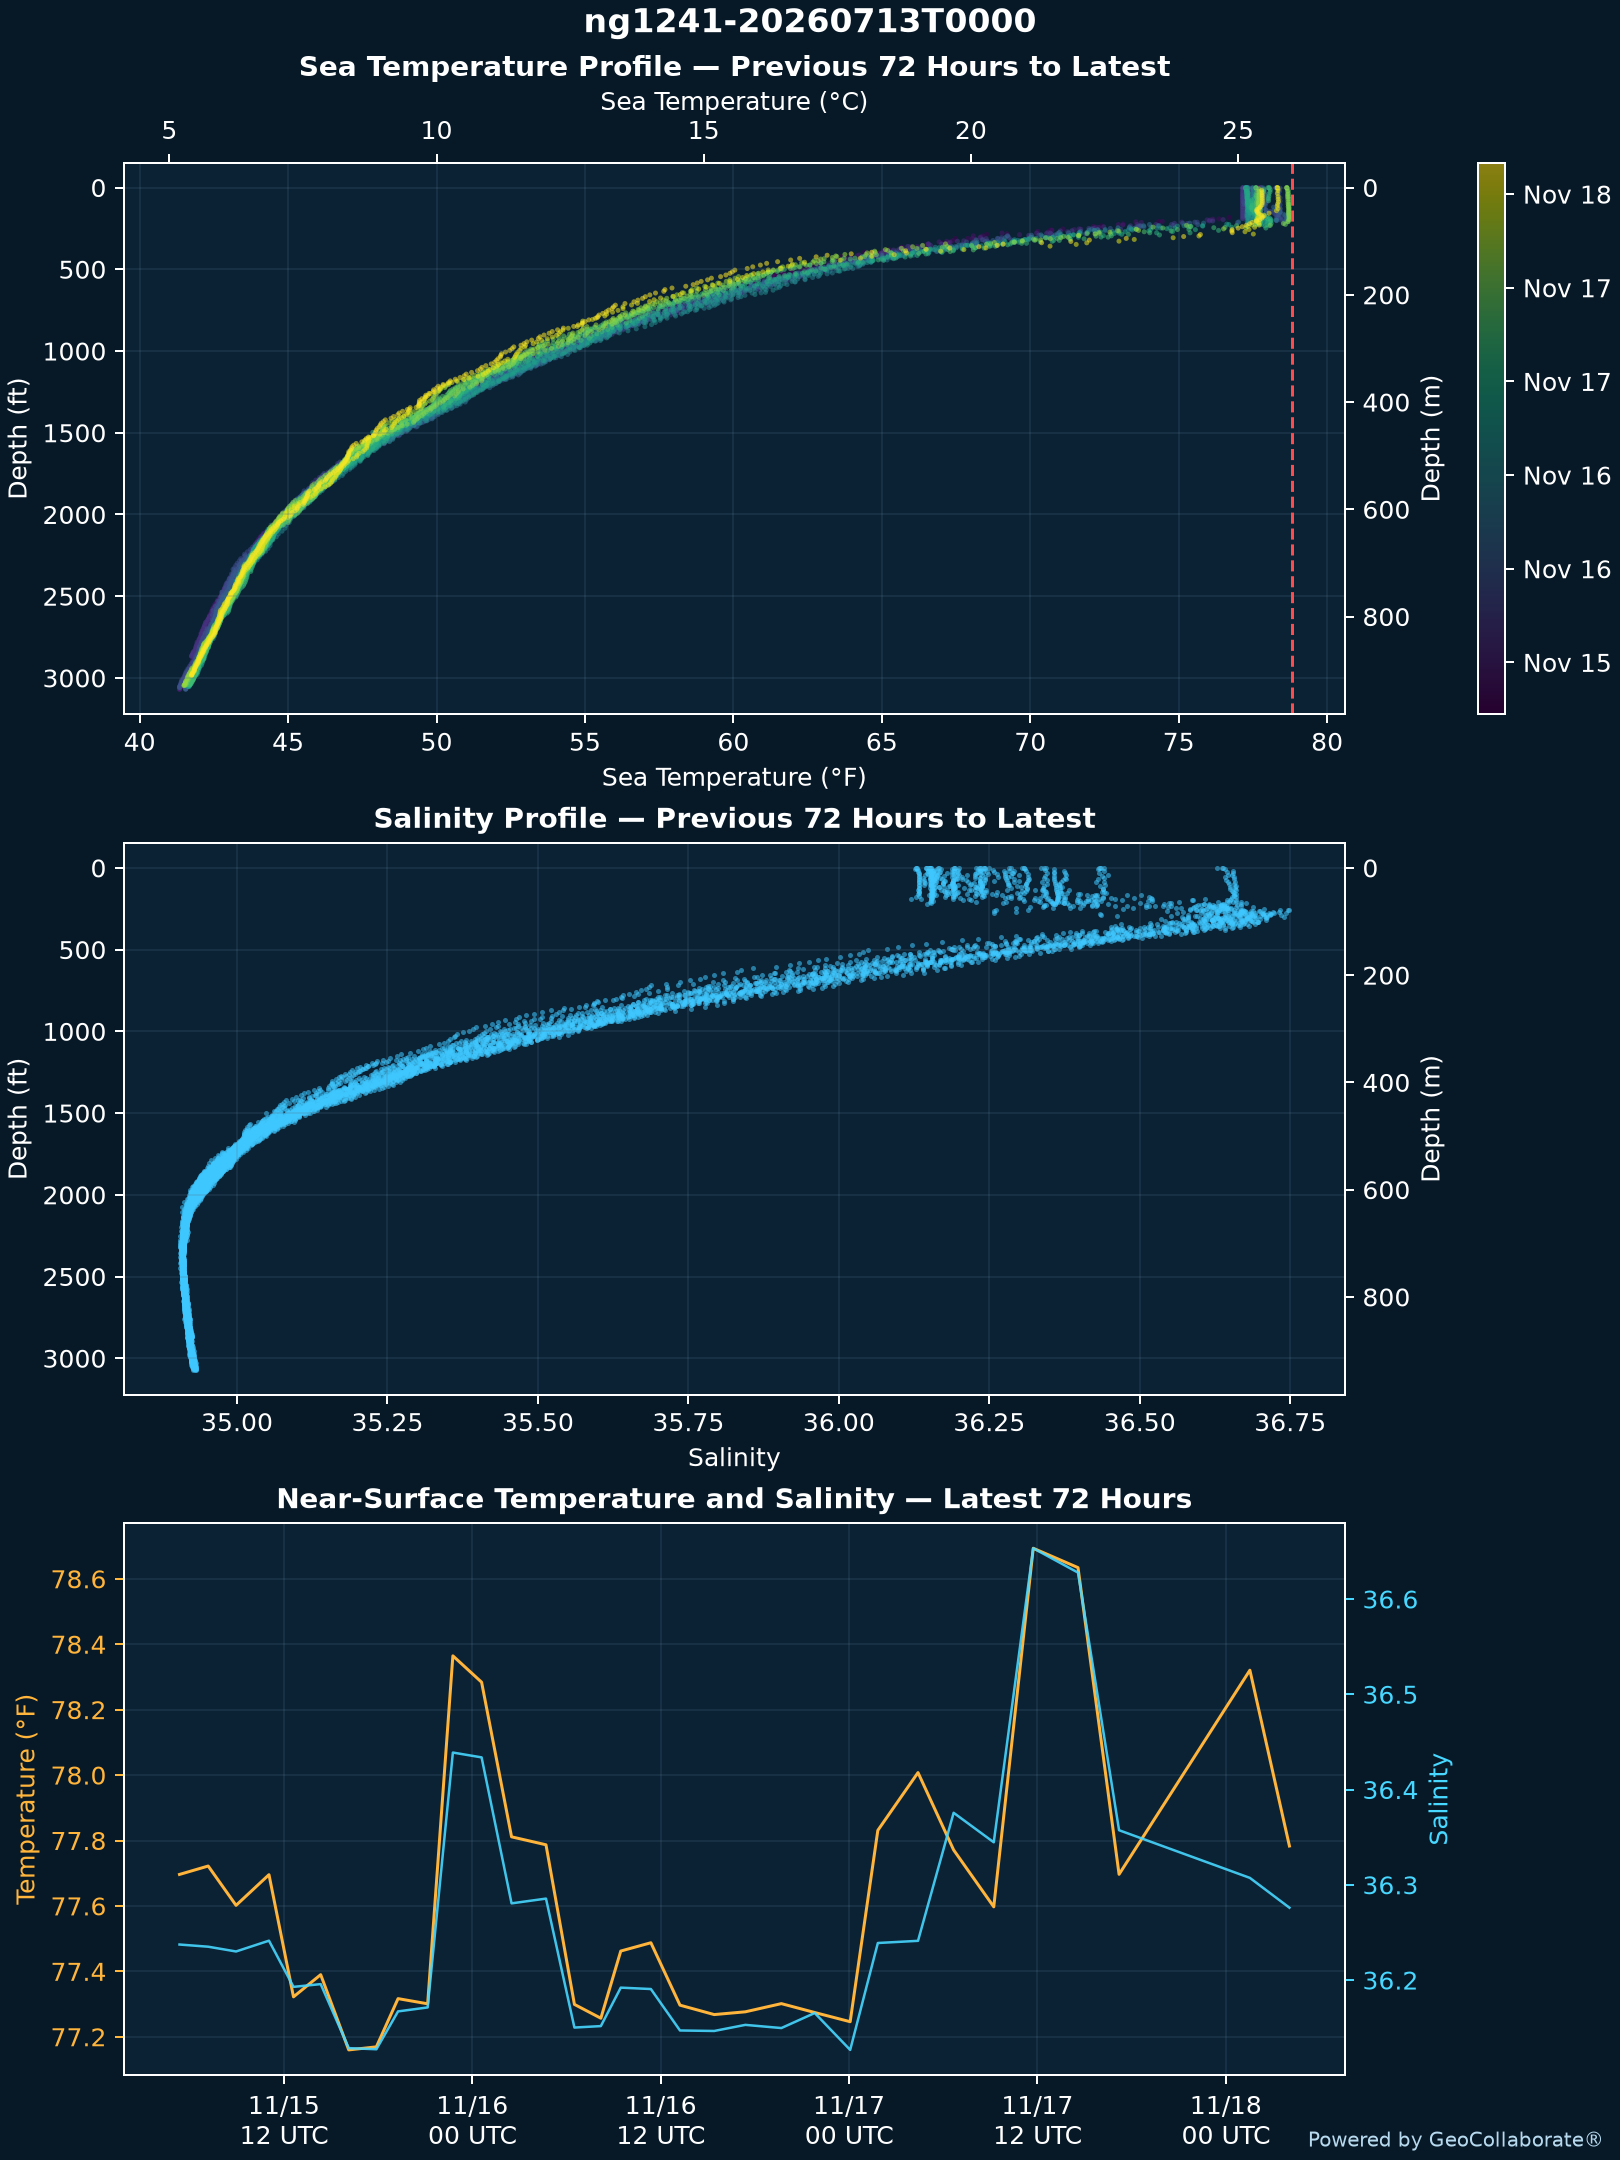 ng1241-20260713T0000
Sea Temperature Profile — Previous 72 Hours to Latest
Sea Temperature (°C)
5 10 15 20 25
0
500
1000
1500
2000
2500
3000
Depth (ft)
0
200
400
600
800
Depth (m)
Nov 18
Nov 17
Nov 17
Nov 16
Nov 16
Nov 15
40 45 50 55 60 65 70 75 80
Sea Temperature (°F)
Salinity Profile — Previous 72 Hours to Latest
0
500
1000
1500
2000
2500
3000
Depth (ft)
0
200
400
600
800
Depth (m)
35.00 35.25 35.50 35.75 36.00 36.25 36.50 36.75
Salinity
Near-Surface Temperature and Salinity — Latest 72 Hours
78.6
78.4
78.2
78.0
77.8
77.6
77.4
77.2
Temperature (°F)
36.6
36.5
36.4
36.3
36.2
Salinity
11/15 11/16 11/16 11/17 11/17 11/18
12 UTC 00 UTC 12 UTC 00 UTC 12 UTC 00 UTC
Powered by GeoCollaborate®